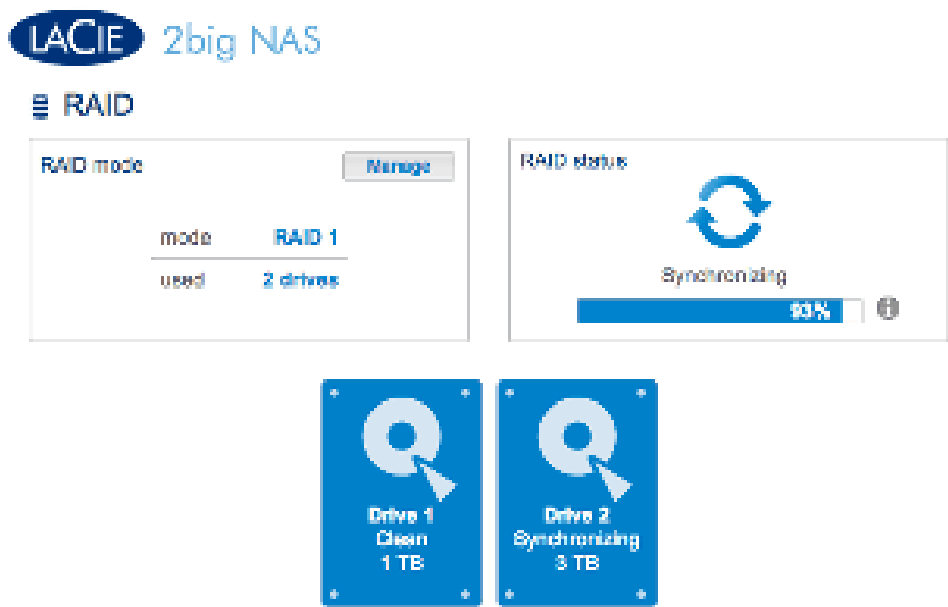 LACIE 2big NAS
RAID
RAID mode
Manage
mode RAID 1
used 2 drives
RAID status
Synchronizing
93%
Drive 1
Clean
1 TB
Drive 2
Synchronizing
3 TB